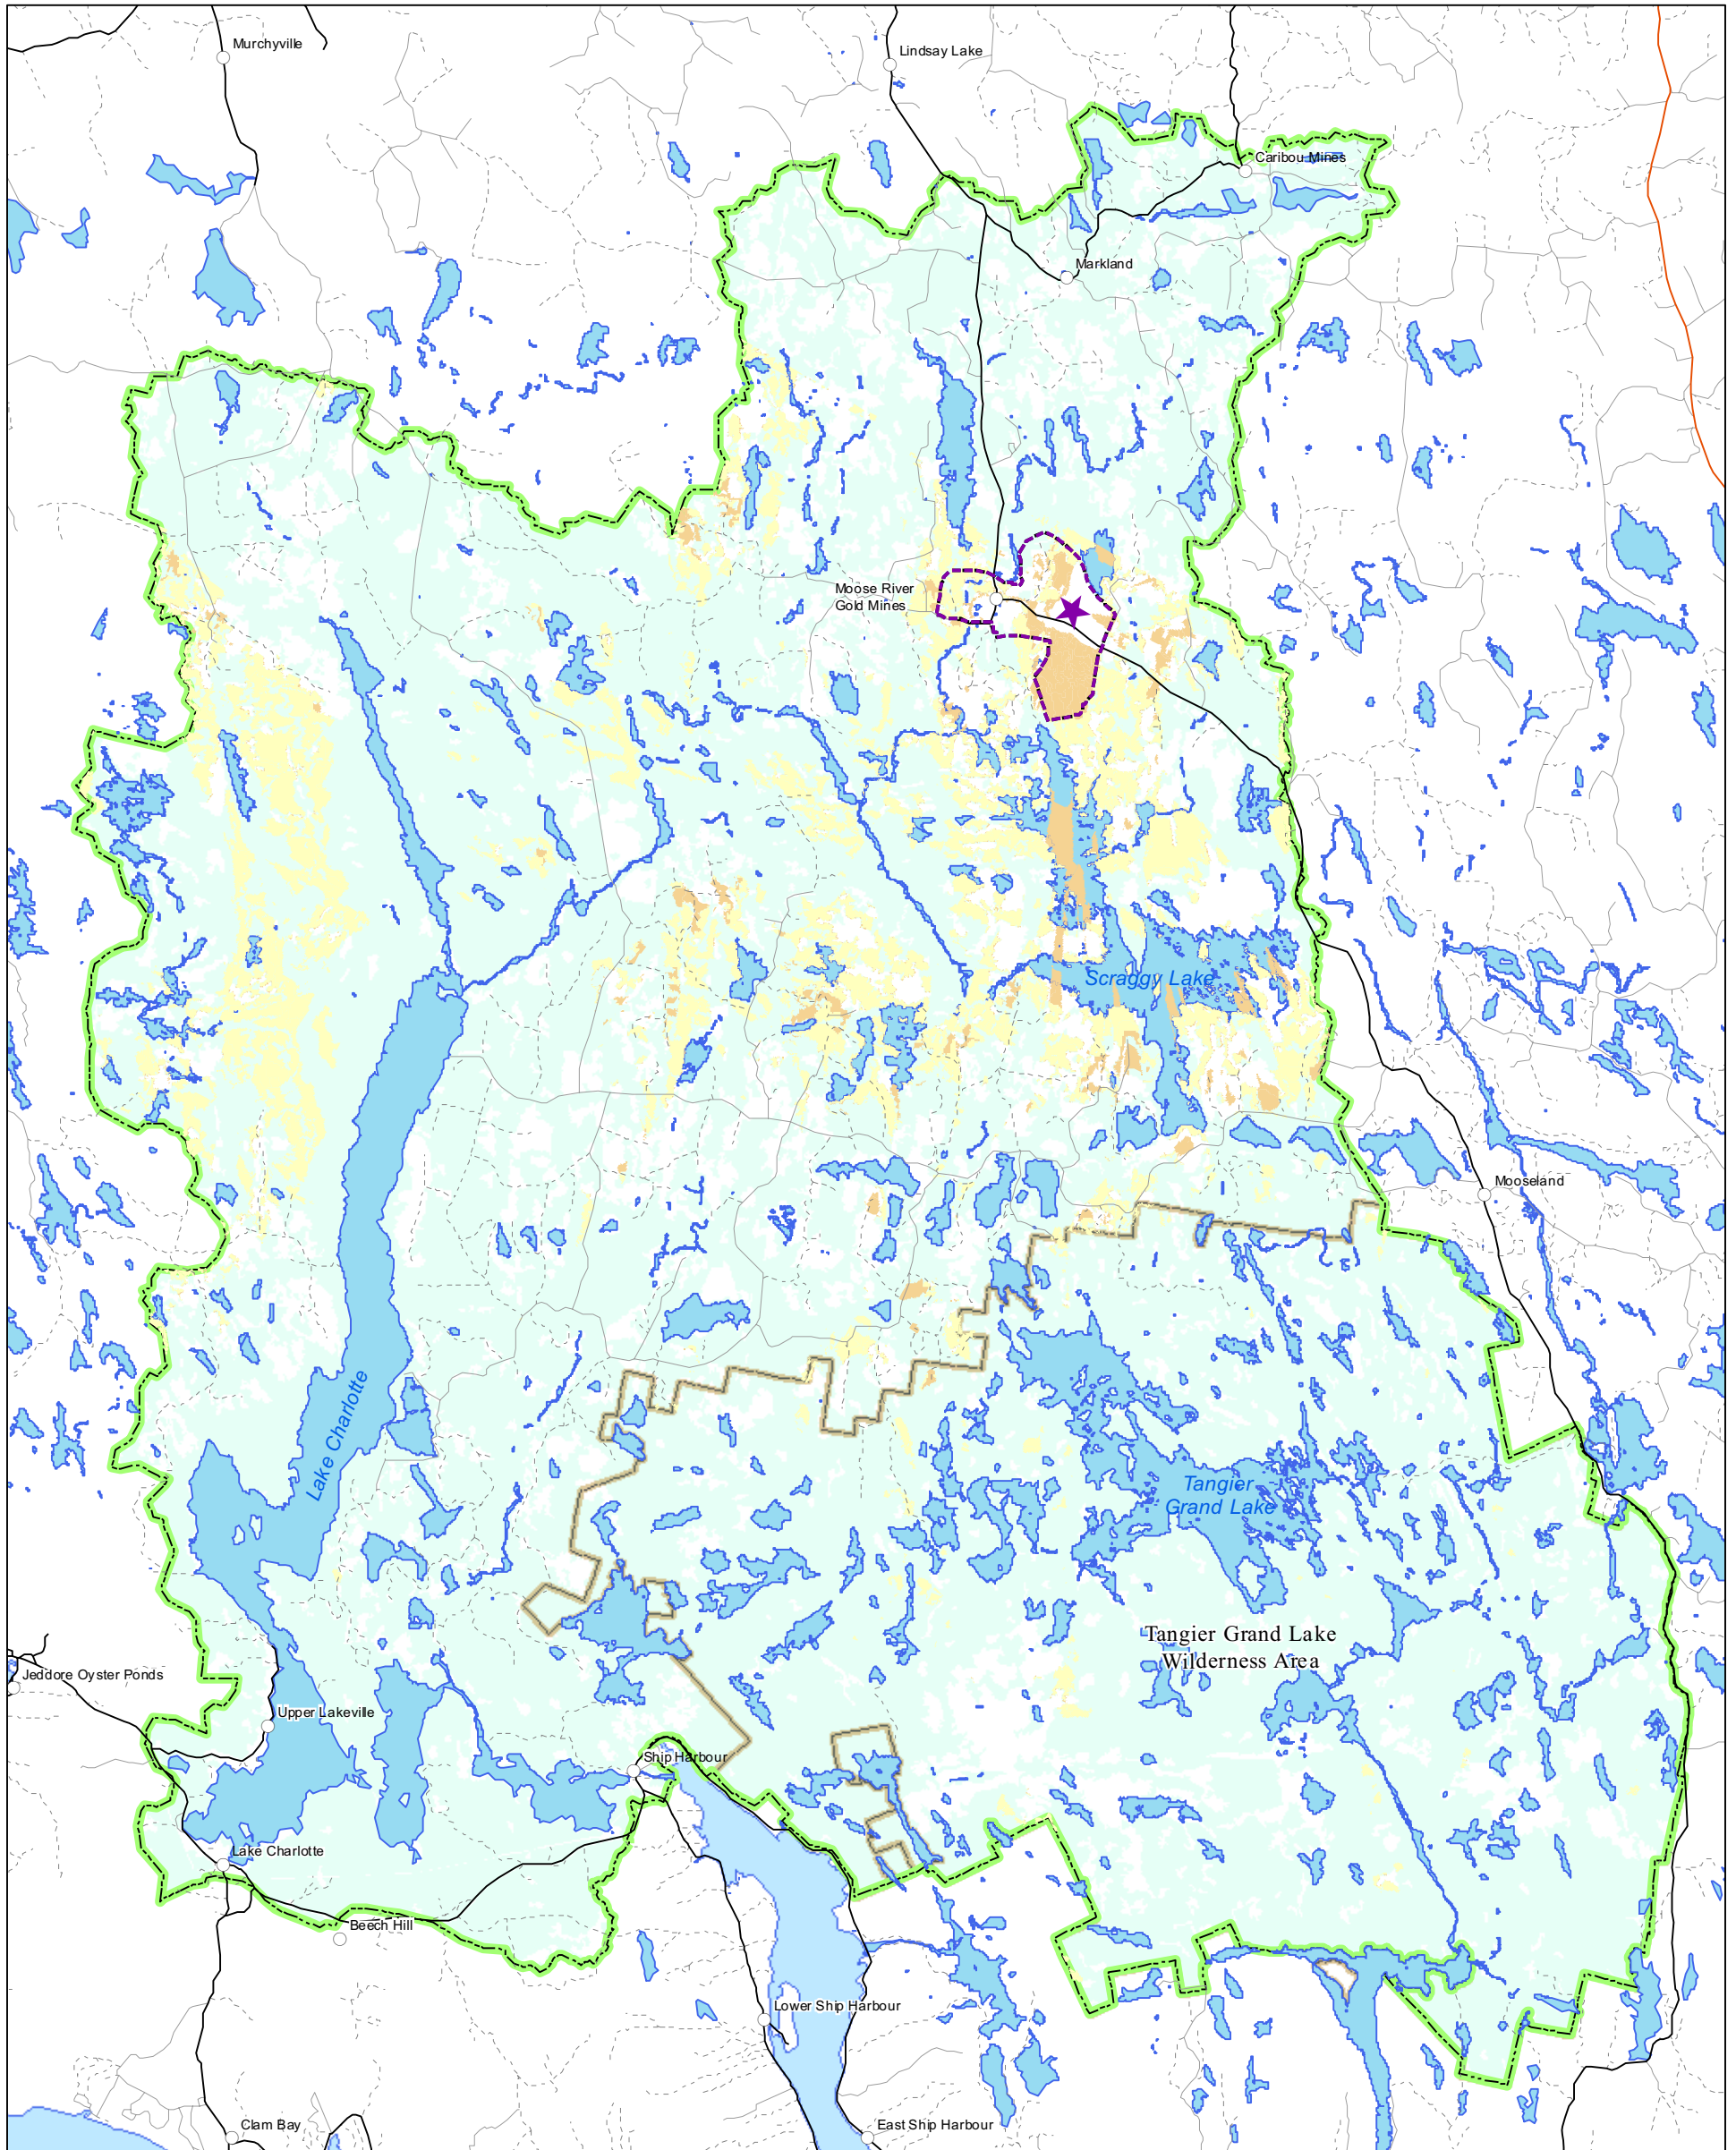 Murchyville
Lindsay Lake
Caribou Mines
Markland
Moose River
Gold Mines
Scraggy Lake
Mooseland
Lake Charlotte
Tangier
Grand Lake
Tangier Grand Lake
Wilderness Area
Jeddore Oyster Ponds
Upper Lakeville
Ship Harbour
Lake Charlotte
Beech Hill
Lower Ship Harbour
Clam Bay
East Ship Harbour